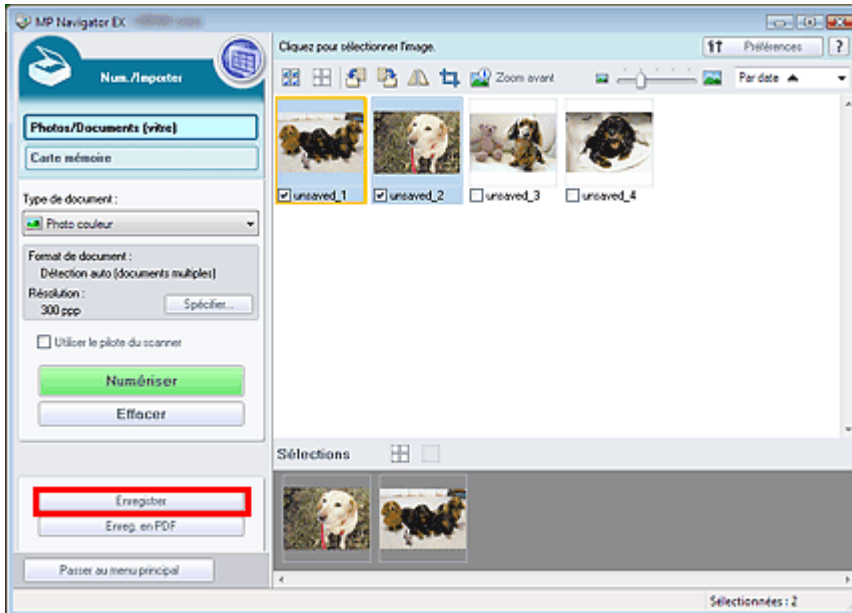 MP Navigator EX
Num./Importer
Photos/Documents (vitre)
Carte mémoire
Type de document :
Photo couleur
Format de document :
Détection auto (documents multiples)
Résolution :
300 ppp
Spécifier...
Utiliser le pilote du scanner
Numériser
Effacer
Enregistrer
Enreg. en PDF
Passer au menu principal
Cliquez pour sélectionner l'image.
Préférences
?
Zoom avant
Par date
unsaved_1
unsaved_2
unsaved_3
unsaved_4
Sélections
Sélectionnées : 2